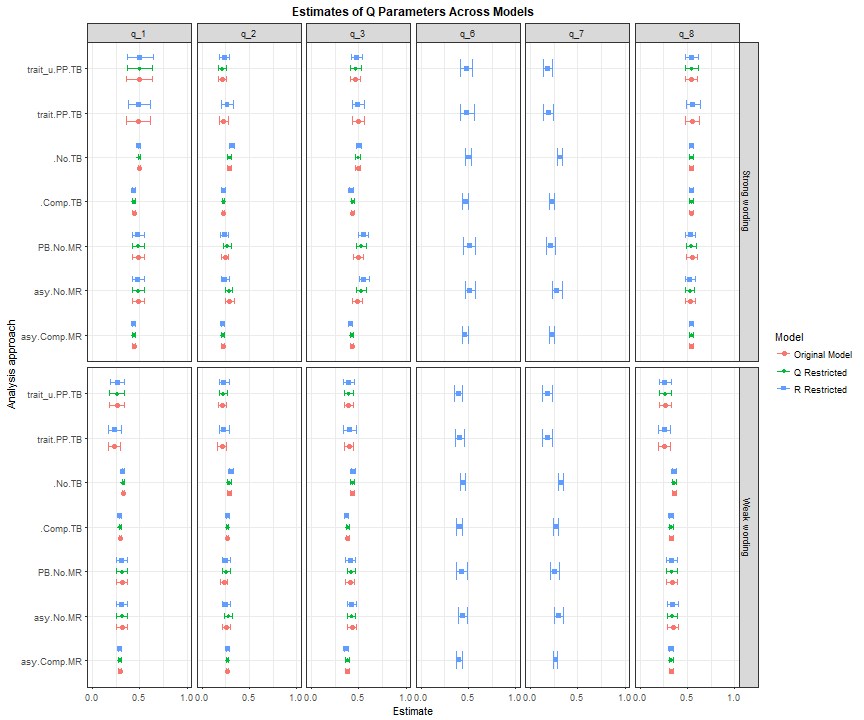 Estimates of Q Parameters Across Models
q_1 q_2 q_3 q_6 q_7 q_8
Analysis approach
trait_u.PP.TB
trait.PP.TB
.No.TB
.Comp.TB
PB.No.MR
asy.No.MR
asy.Comp.MR
Strong wording
trait_u.PP.TB
trait.PP.TB
.No.TB
.Comp.TB
PB.No.MR
asy.No.MR
asy.Comp.MR
Weak wording
0.0 0.5 1.0 0.0 0.5 1.0 0.0 0.5 1.0 0.0 0.5 1.0 0.0 0.5 1.0 0.0 0.5 1.0
Estimate
Model
Original Model
Q Restricted
R Restricted